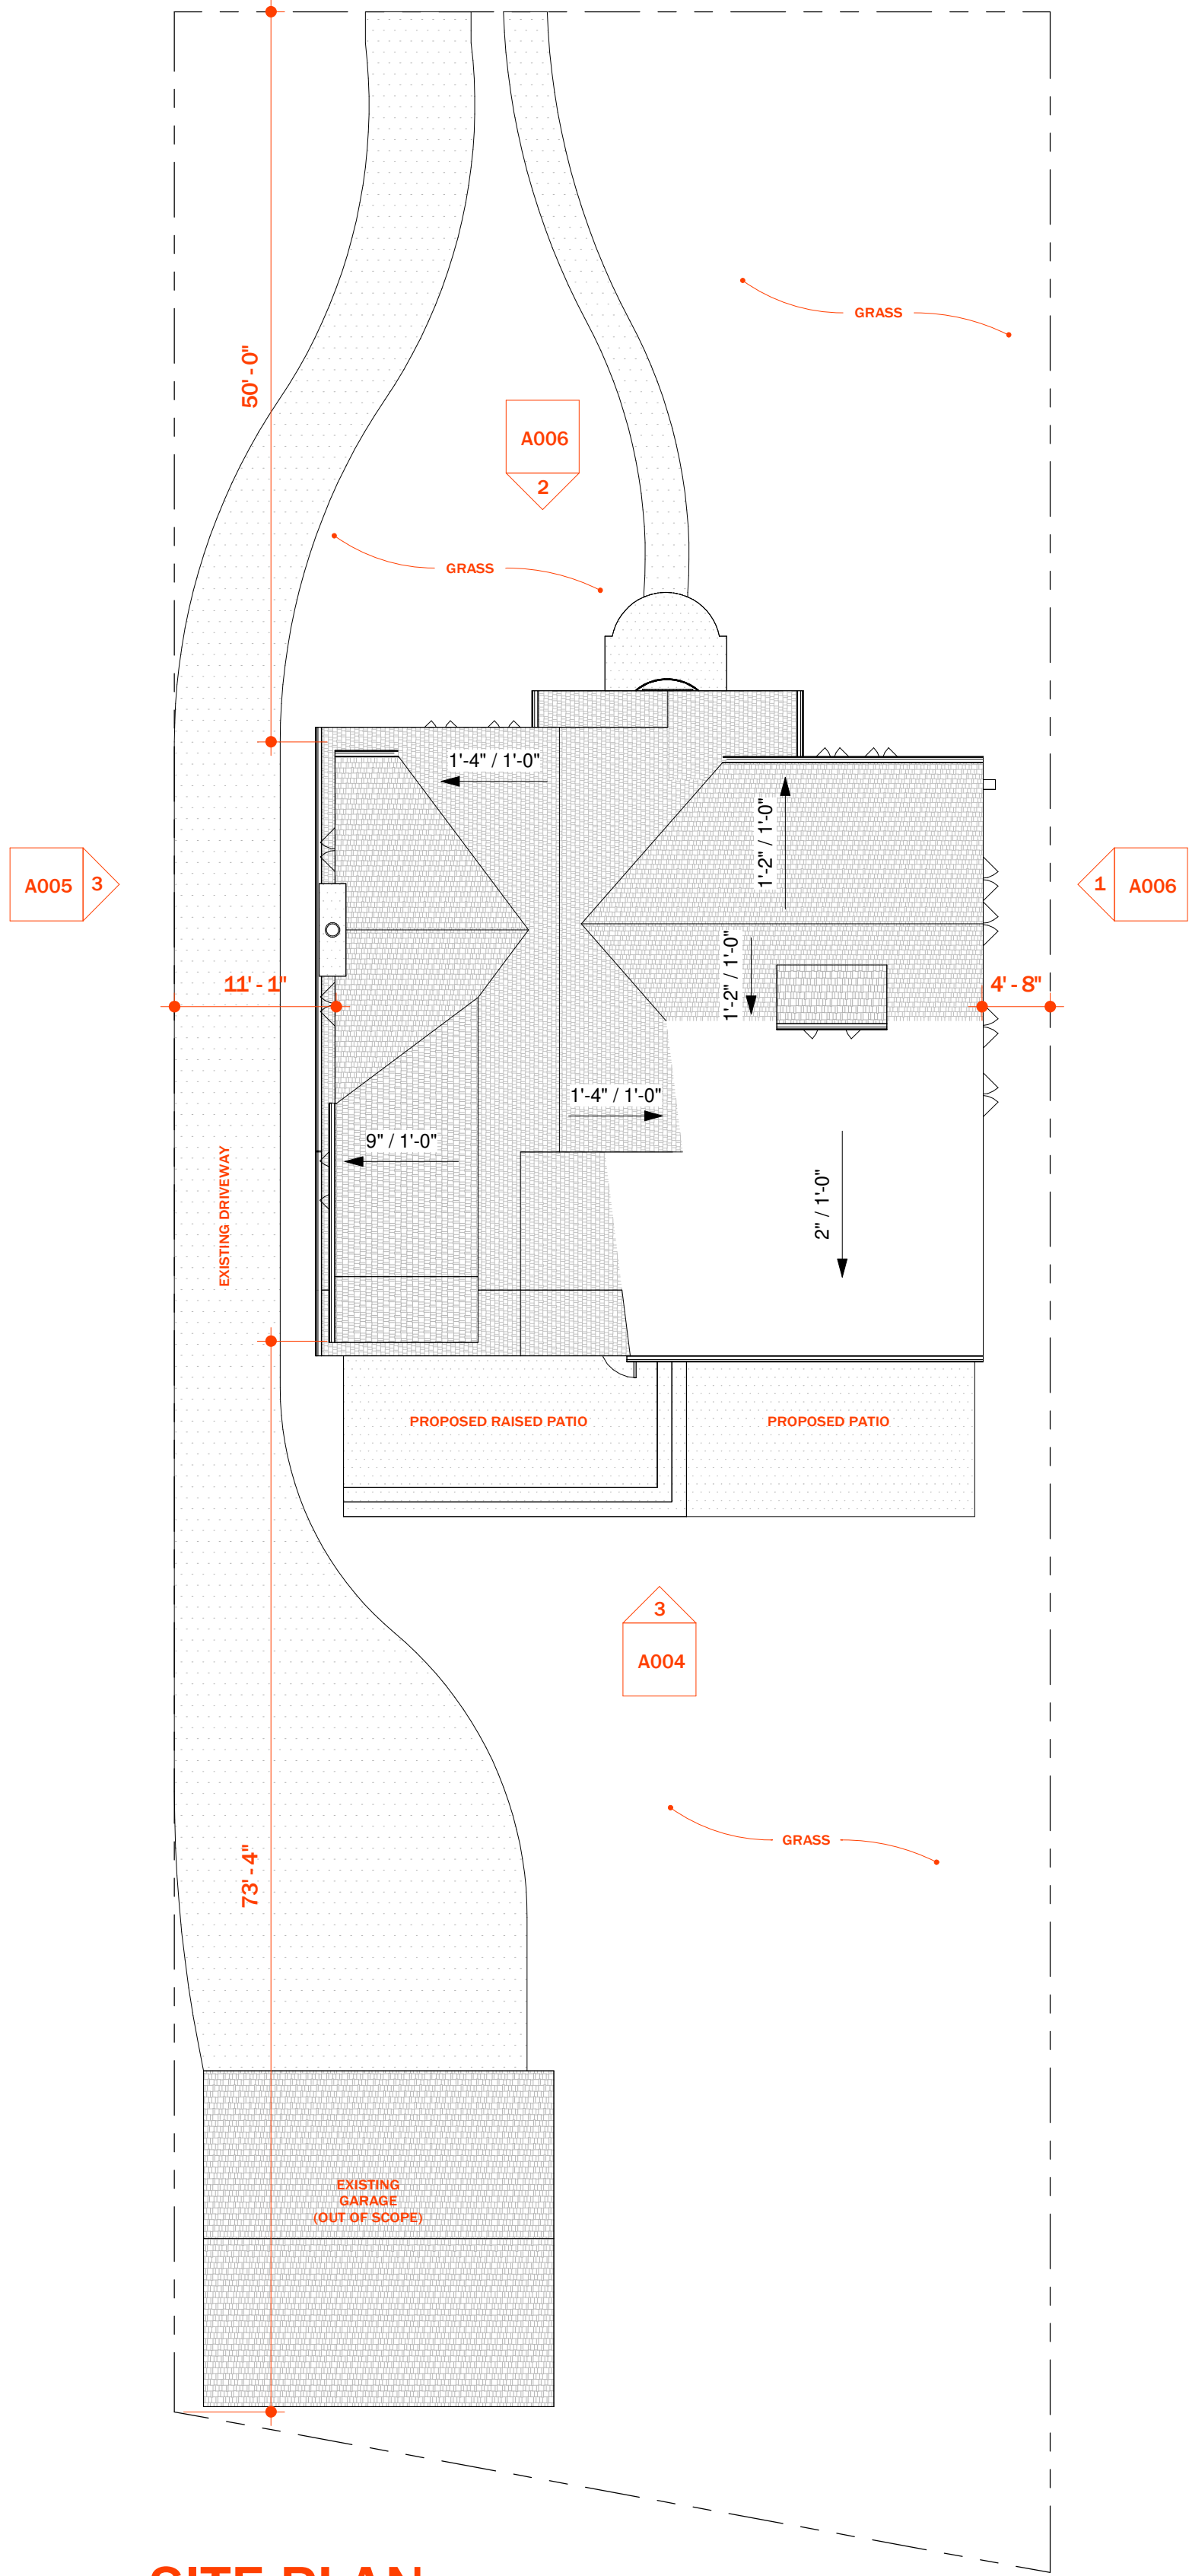 GRASS
50'-0"
A006
2
GRASS
1'-4" / 1'-0"
1'-2" / 1'-0"
A005
3
1
A006
1'-2" / 1'-0"
11'-1"
4'-8"
1'-4" / 1'-0"
9" / 1'-0"
EXISTING DRIVEWAY
2" / 1'-0"
PROPOSED RAISED PATIO
PROPOSED PATIO
3
A004
GRASS
73'-4"
EXISTING
GARAGE
(OUT OF SCOPE)
SITE PLAN